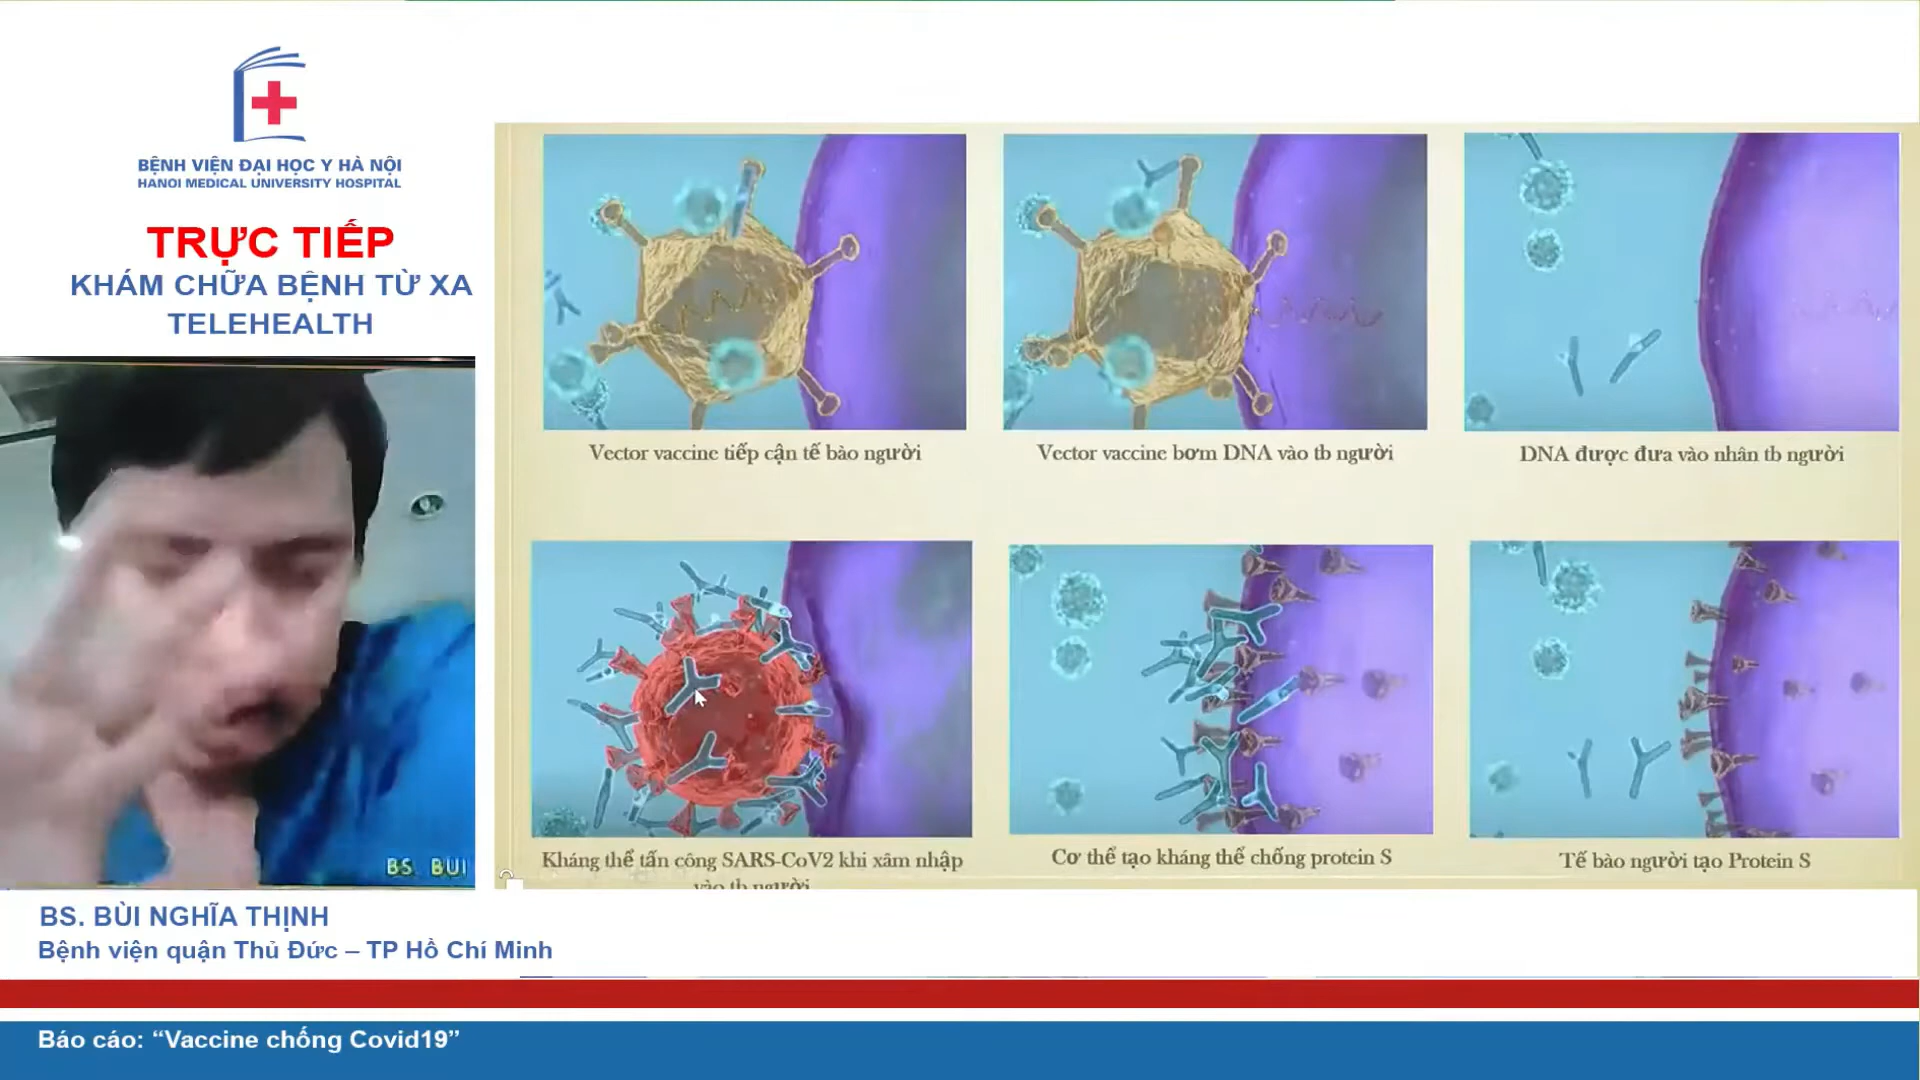 BỆNH VIỆN ĐẠI HỌC Y HÀ NỘI
HANOI MEDICAL UNIVERSITY HOSPITAL
TRỰC TIẾP
KHÁM CHỮA BỆNH TỪ XA
TELEHEALTH
BS. BUI
BS. BÙI NGHĨA THỊNH
Bệnh viện quận Thủ Đức – TP Hồ Chí Minh
Vector vaccine tiếp cận tế bào người
Vector vaccine bơm DNA vào tb người
DNA được đưa vào nhân tb người
Kháng thể tấn công SARS-CoV2 khi xâm nhập
vào tb người
Cơ thể tạo kháng thể chống protein S
Tế bào người tạo Protein S
Báo cáo: “Vaccine chống Covid19”